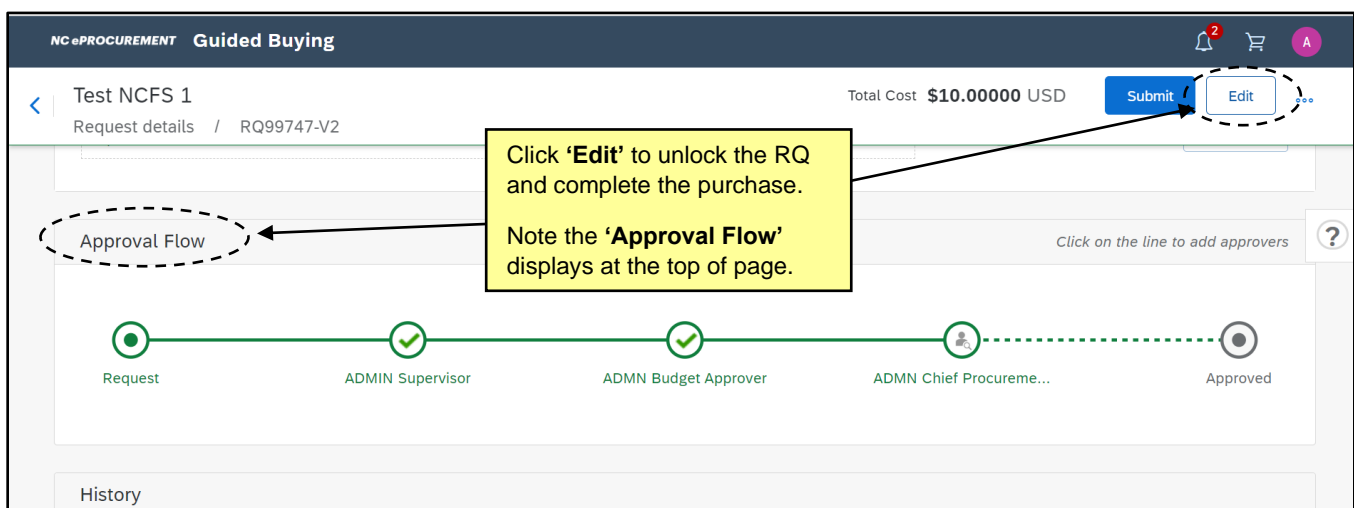 NC ePROCUREMENT Guided Buying
2
A
Test NCFS 1
Total Cost $10.00000 USD
Submit
Edit
Request details / RQ99747-V2
Click ‘Edit’ to unlock the RQ
and complete the purchase.
Note the ‘Approval Flow’
displays at the top of page.
Approval Flow
Click on the line to add approvers
?
Request
ADMIN Supervisor
ADMN Budget Approver
ADMN Chief Procureme...
Approved
History